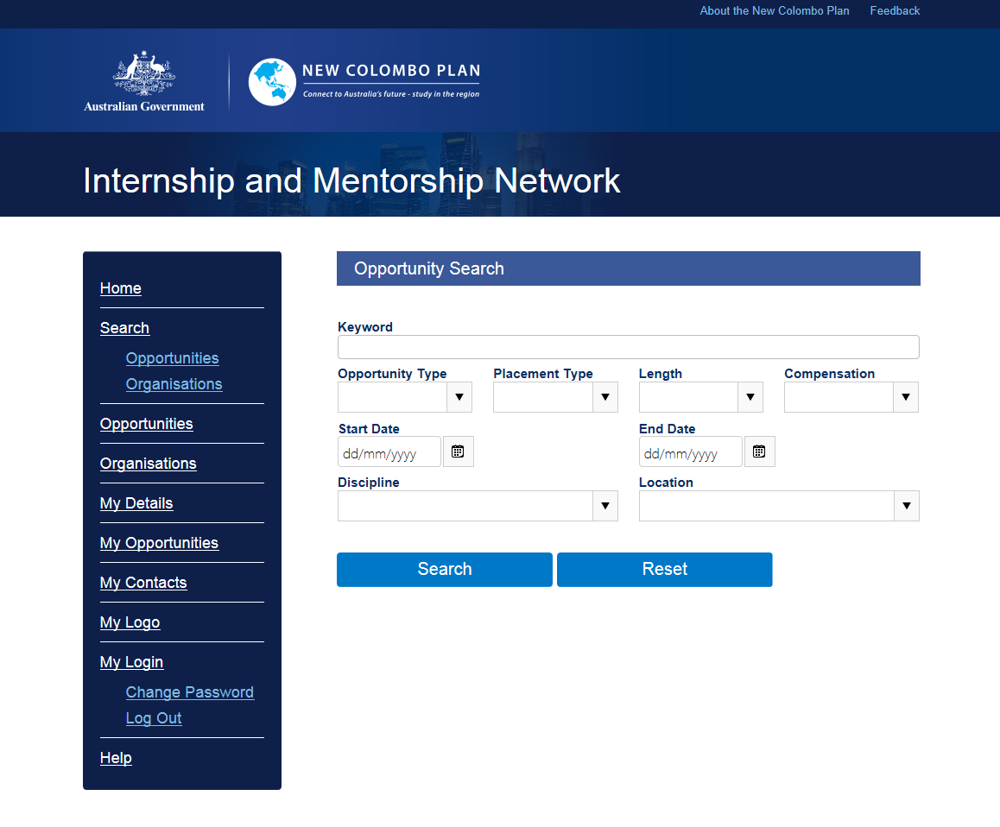 About the New Colombo Plan Feedback
Australian Government
NEW COLOMBO PLAN
Connect to Australia's future - study in the region
Internship and Mentorship Network
Home
Search
Opportunities
Organisations
Opportunities
Organisations
My Details
My Opportunities
My Contacts
My Logo
My Login
Change Password
Log Out
Help
Opportunity Search
Keyword
Opportunity Type Placement Type Length Compensation
Start Date End Date
dd/mm/yyyy dd/mm/yyyy
Discipline Location
Search Reset